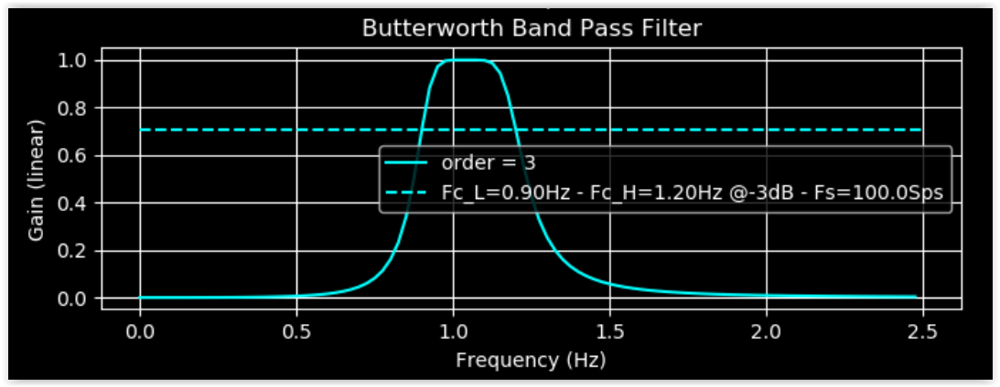 Butterworth Band Pass Filter
1.0
0.8
0.6
0.4
0.2
0.0
Gain (linear)
order = 3
Fc_L=0.90Hz - Fc_H=1.20Hz @-3dB - Fs=100.0Sps
0.0 0.5 1.0 1.5 2.0 2.5
Frequency (Hz)